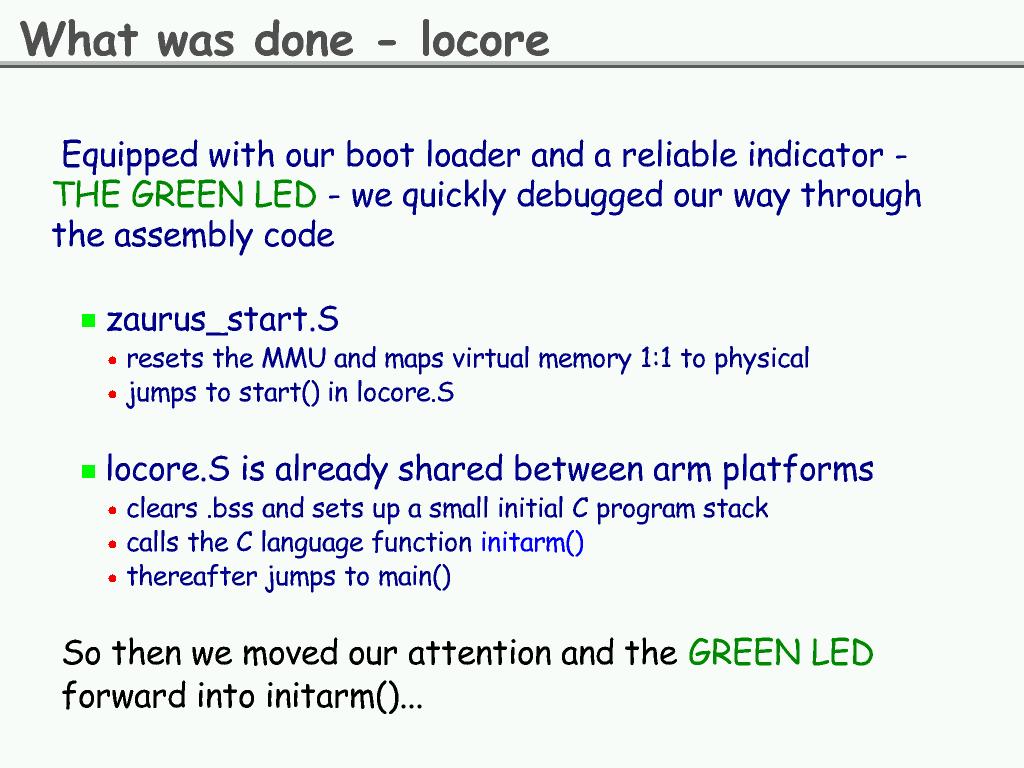 What was done - locore
Equipped with our boot loader and a reliable indicator -
THE GREEN LED - we quickly debugged our way through
the assembly code
zaurus_start.S
resets the MMU and maps virtual memory 1:1 to physical
jumps to start() in locore.S
locore.S is already shared between arm platforms
clears .bss and sets up a small initial C program stack
calls the C language function initarm()
thereafter jumps to main()
So then we moved our attention and the GREEN LED
forward into initarm()...